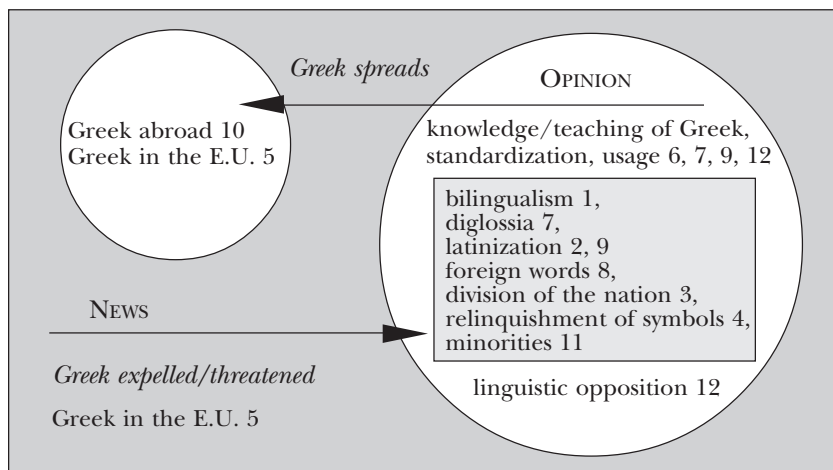 Greek spreads
OPINION
Greek abroad 10
Greek in the E.U. 5
knowledge/teaching of Greek,
standardization, usage 6, 7, 9, 12
bilingualism 1,
diglossia 7,
latinization 2, 9
foreign words 8,
division of the nation 3,
relinquishment of symbols 4,
minorities 11
NEWS
Greek expelled/threatened
Greek in the E.U. 5
linguistic opposition 12